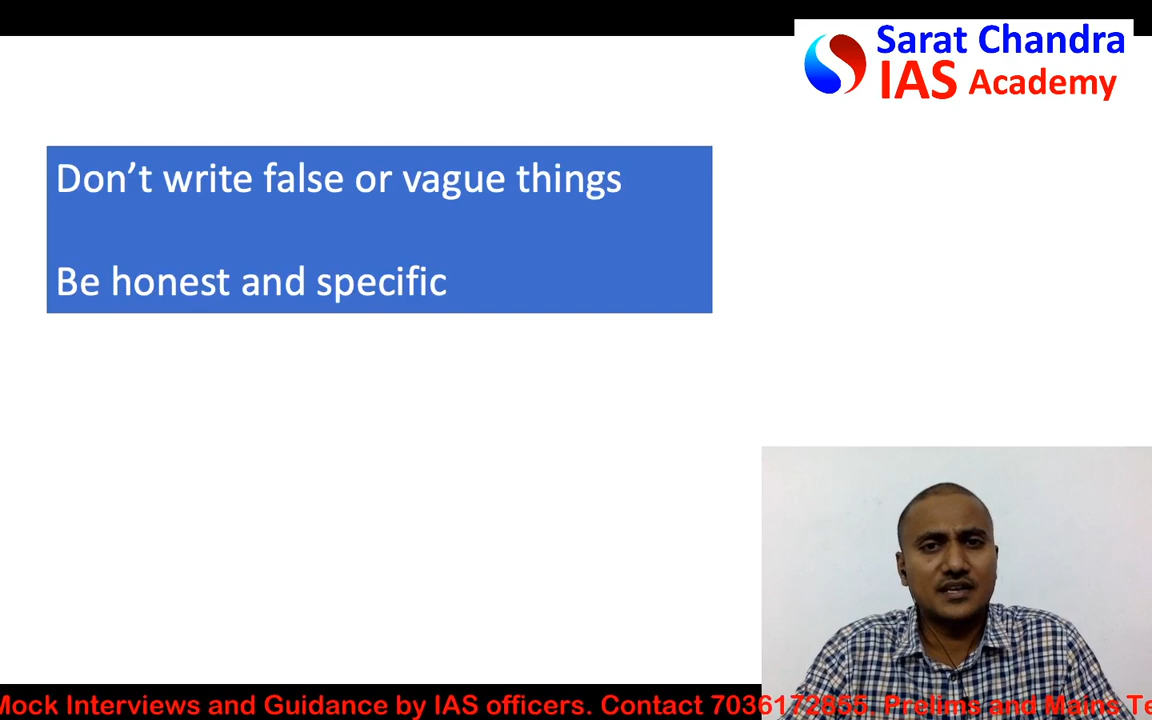 Sarat Chandra
IAS Academy
Don't write false or vague things
Be honest and specific
Mock Interviews and Guidance by IAS officers. Contact 7036172855 Prelims and Mains